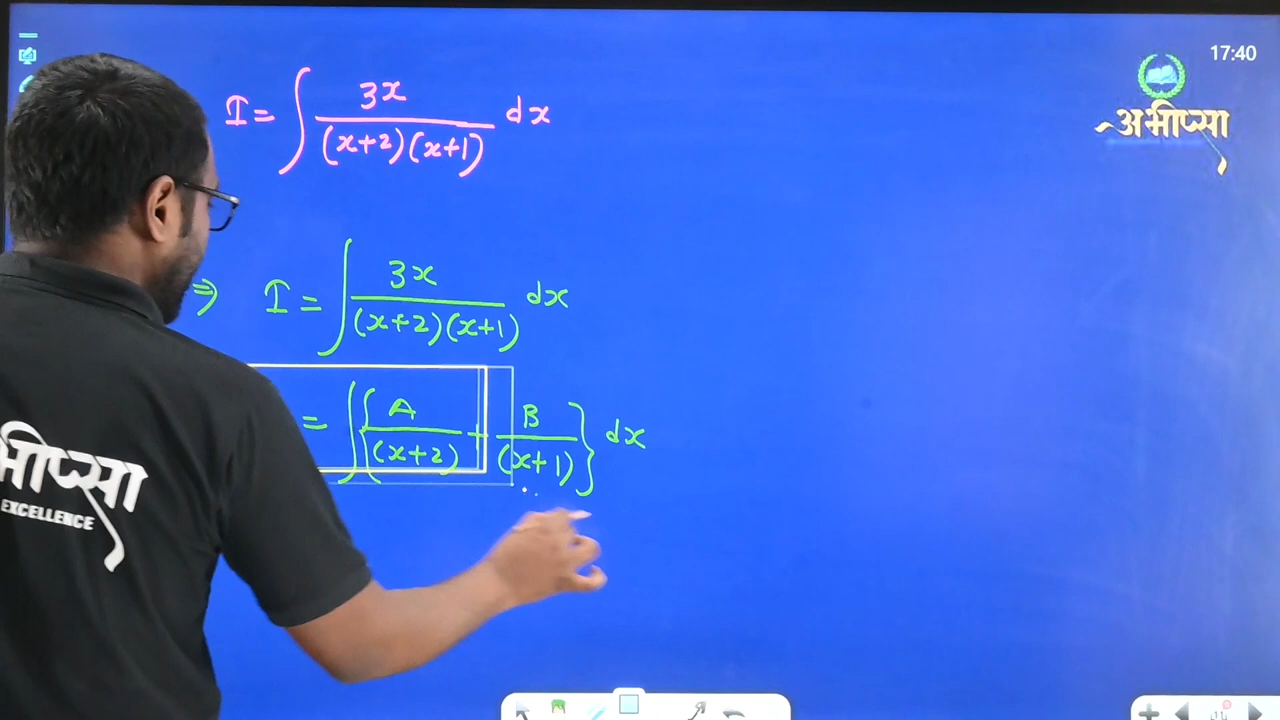 17:40
अभीप्सा
I = ∫ 3x / (x+2)(x+1) dx
⇒ I = ∫ 3x / (x+2)(x+1) dx
= ∫ { A / (x+2) + B / (x+1) } dx
भीप्सा
EXCELLENCE